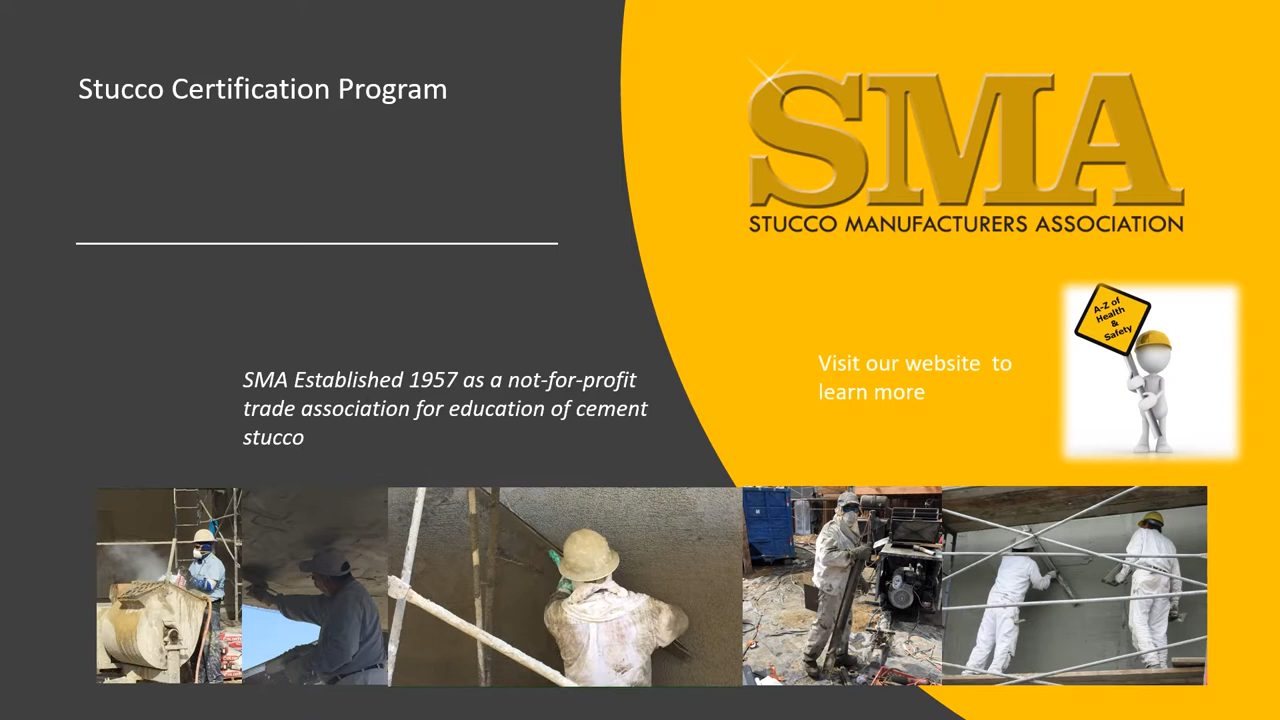 Stucco Certification Program
SMA
STUCCO MANUFACTURERS ASSOCIATION
A-Z of
Health
&
Safety
Visit our website to
learn more
SMA Established 1957 as a not-for-profit
trade association for education of cement
stucco